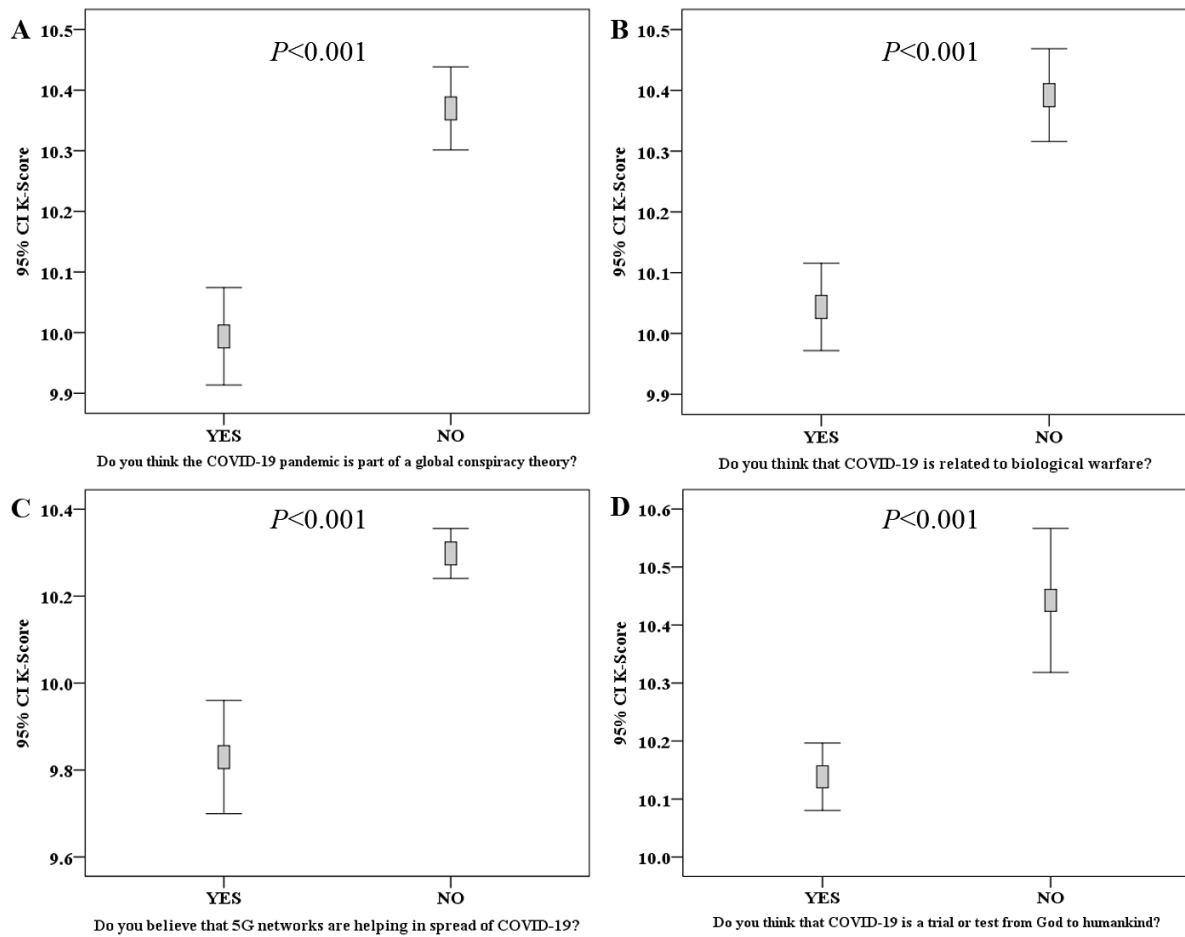 A
P<0.001
95% CI K-Score
10.5
10.4
10.3
10.2
10.1
10.0
9.9
YES NO
Do you think the COVID-19 pandemic is part of a global conspiracy theory?
B
P<0.001
95% CI K-Score
10.5
10.4
10.3
10.2
10.1
10.0
9.9
YES NO
Do you think that COVID-19 is related to biological warfare?
C
P<0.001
95% CI K-Score
10.4
10.2
10.0
9.8
9.6
YES NO
Do you believe that 5G networks are helping in spread of COVID-19?
D
P<0.001
95% CI K-Score
10.6
10.5
10.4
10.3
10.2
10.1
10.0
YES NO
Do you think that COVID-19 is a trial or test from God to humankind?